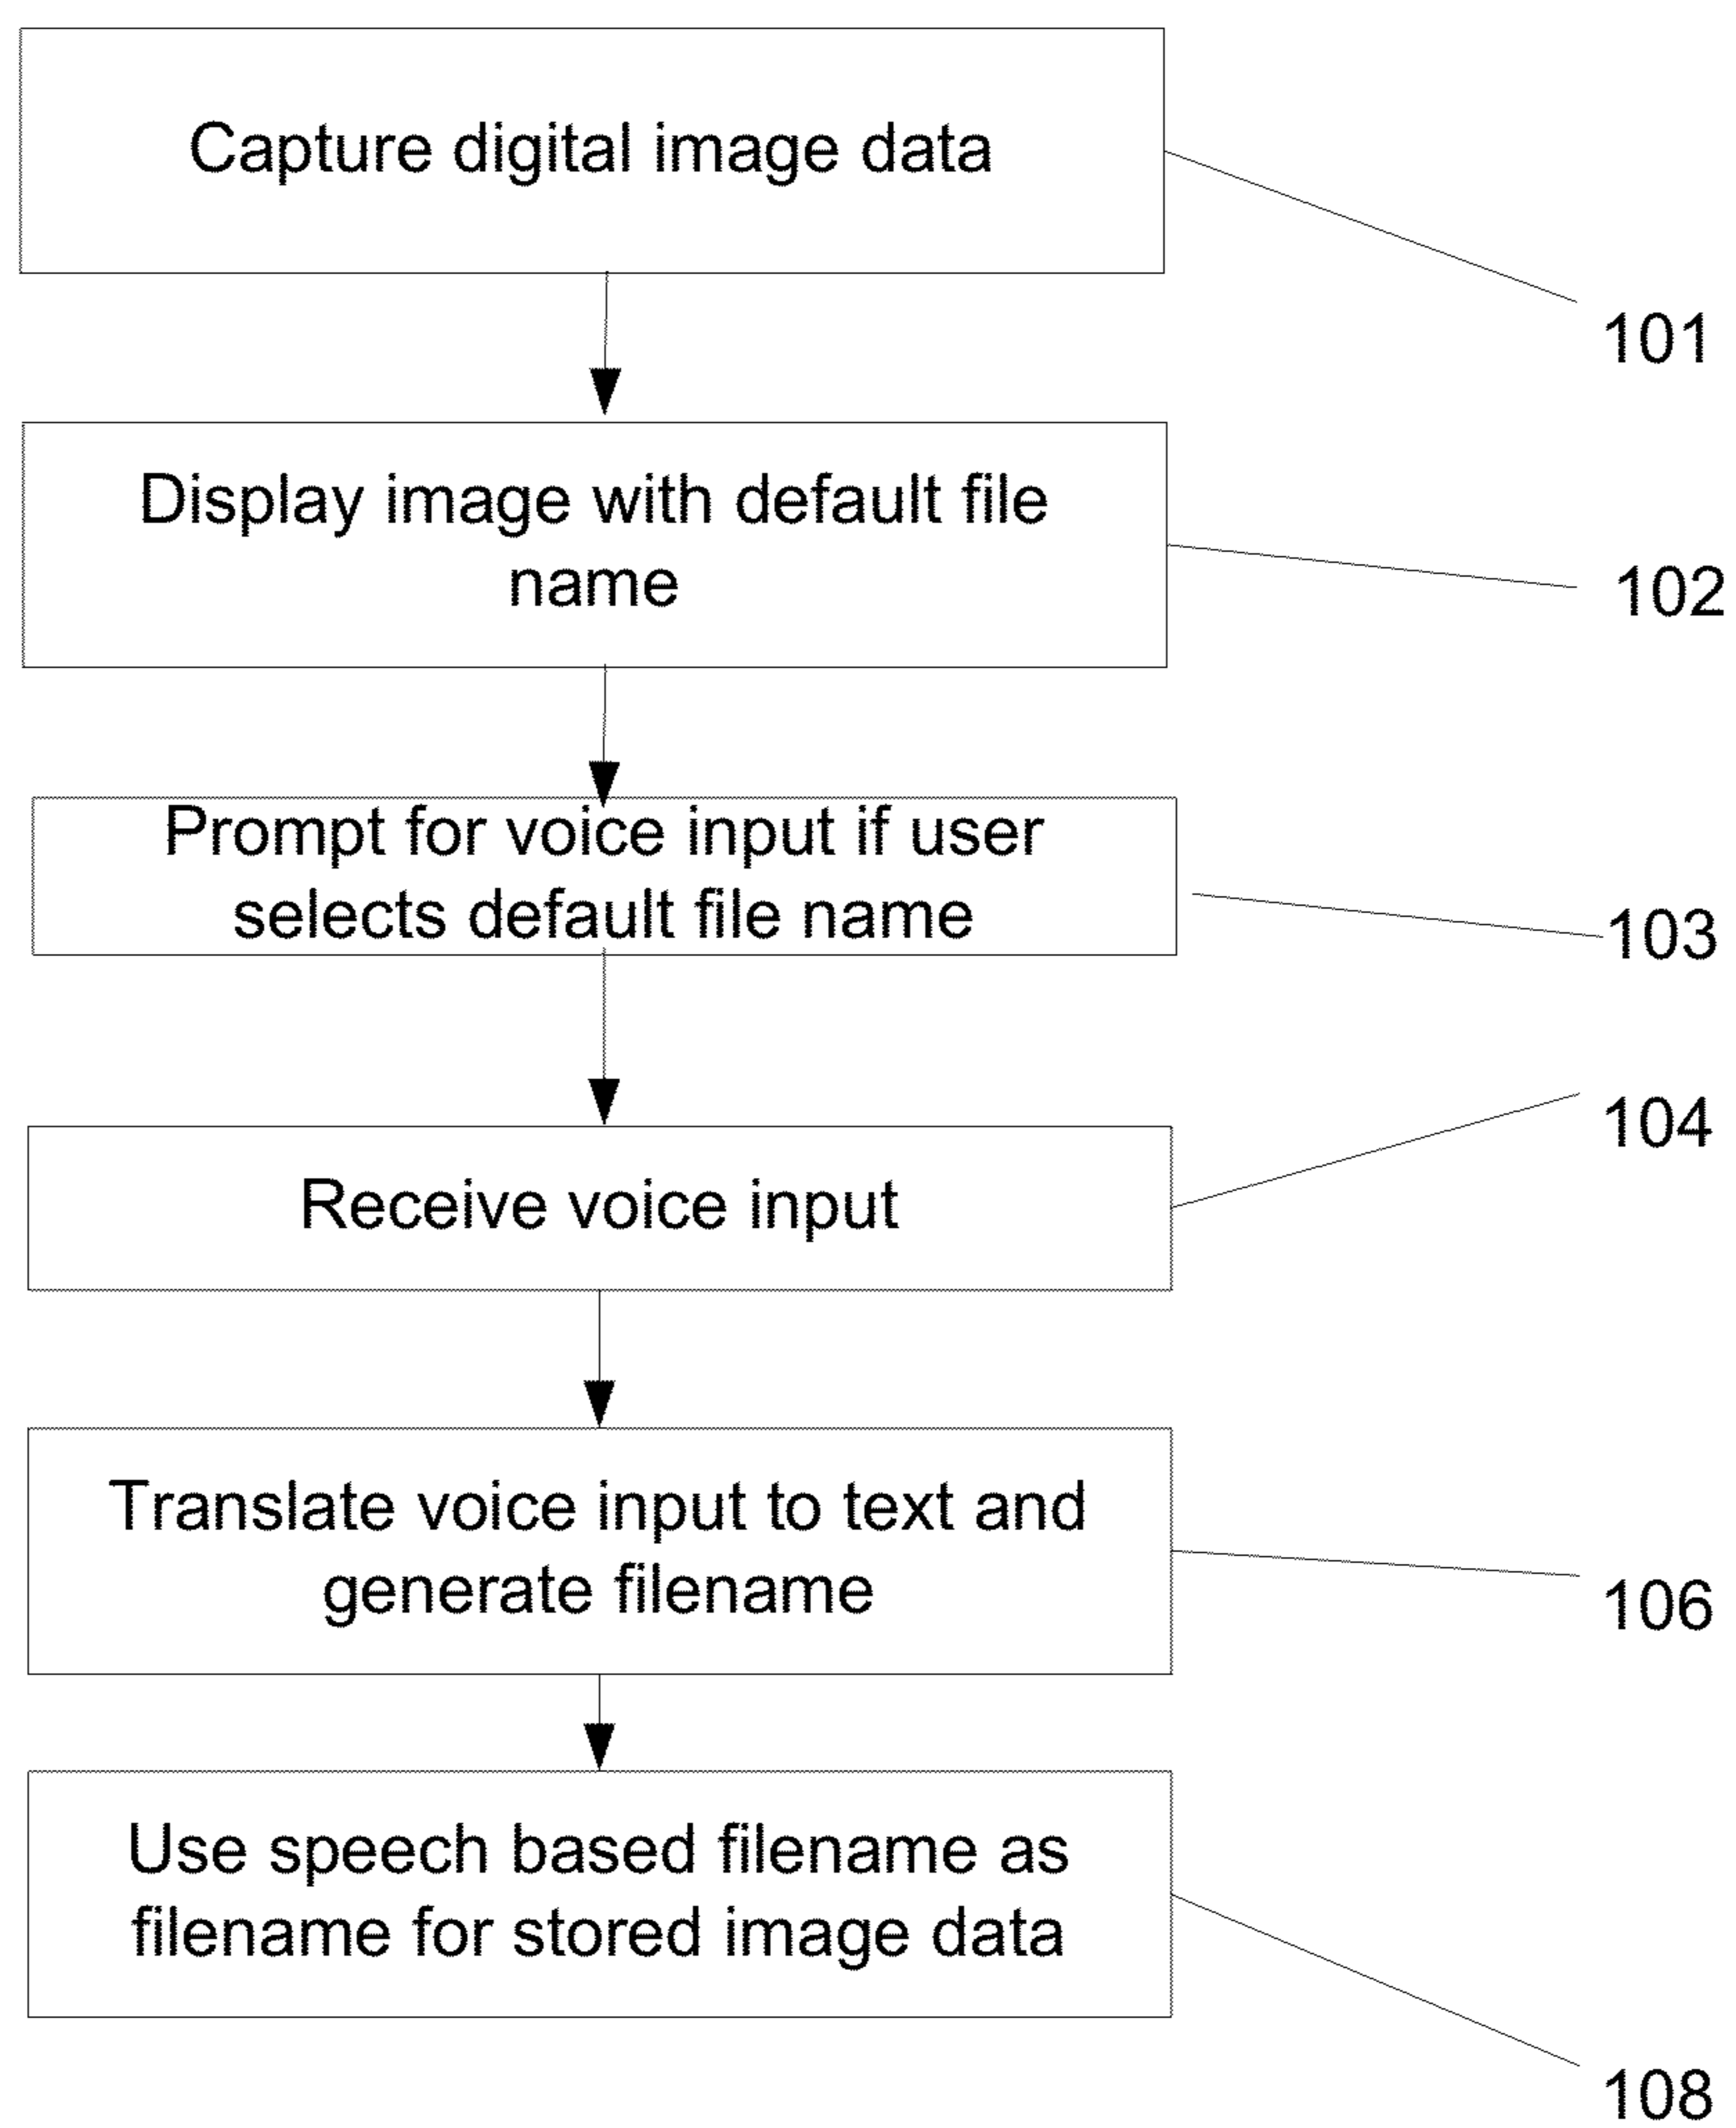 Capture digital image data
101
Display image with default file
name
102
Prompt for voice input if user
selects default file name
103
104
Receive voice input
Translate voice input to text and
generate filename
106
Use speech based filename as
filename for stored image data
108